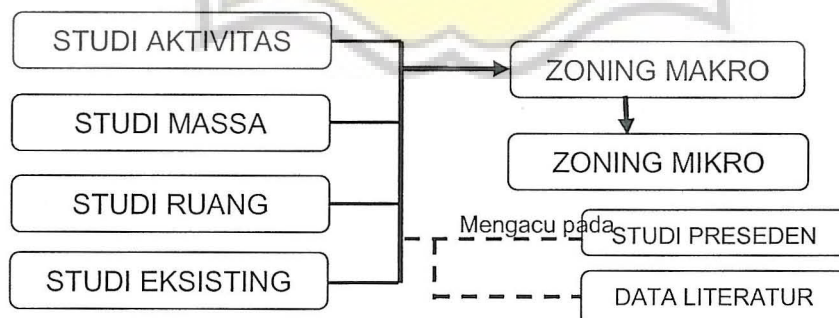 STUDI AKTIVITAS
STUDI MASSA
STUDI RUANG
STUDI EKSISTING
ZONING MAKRO
ZONING MIKRO
Mengacu pada
STUDI PRESEDEN
DATA LITERATUR